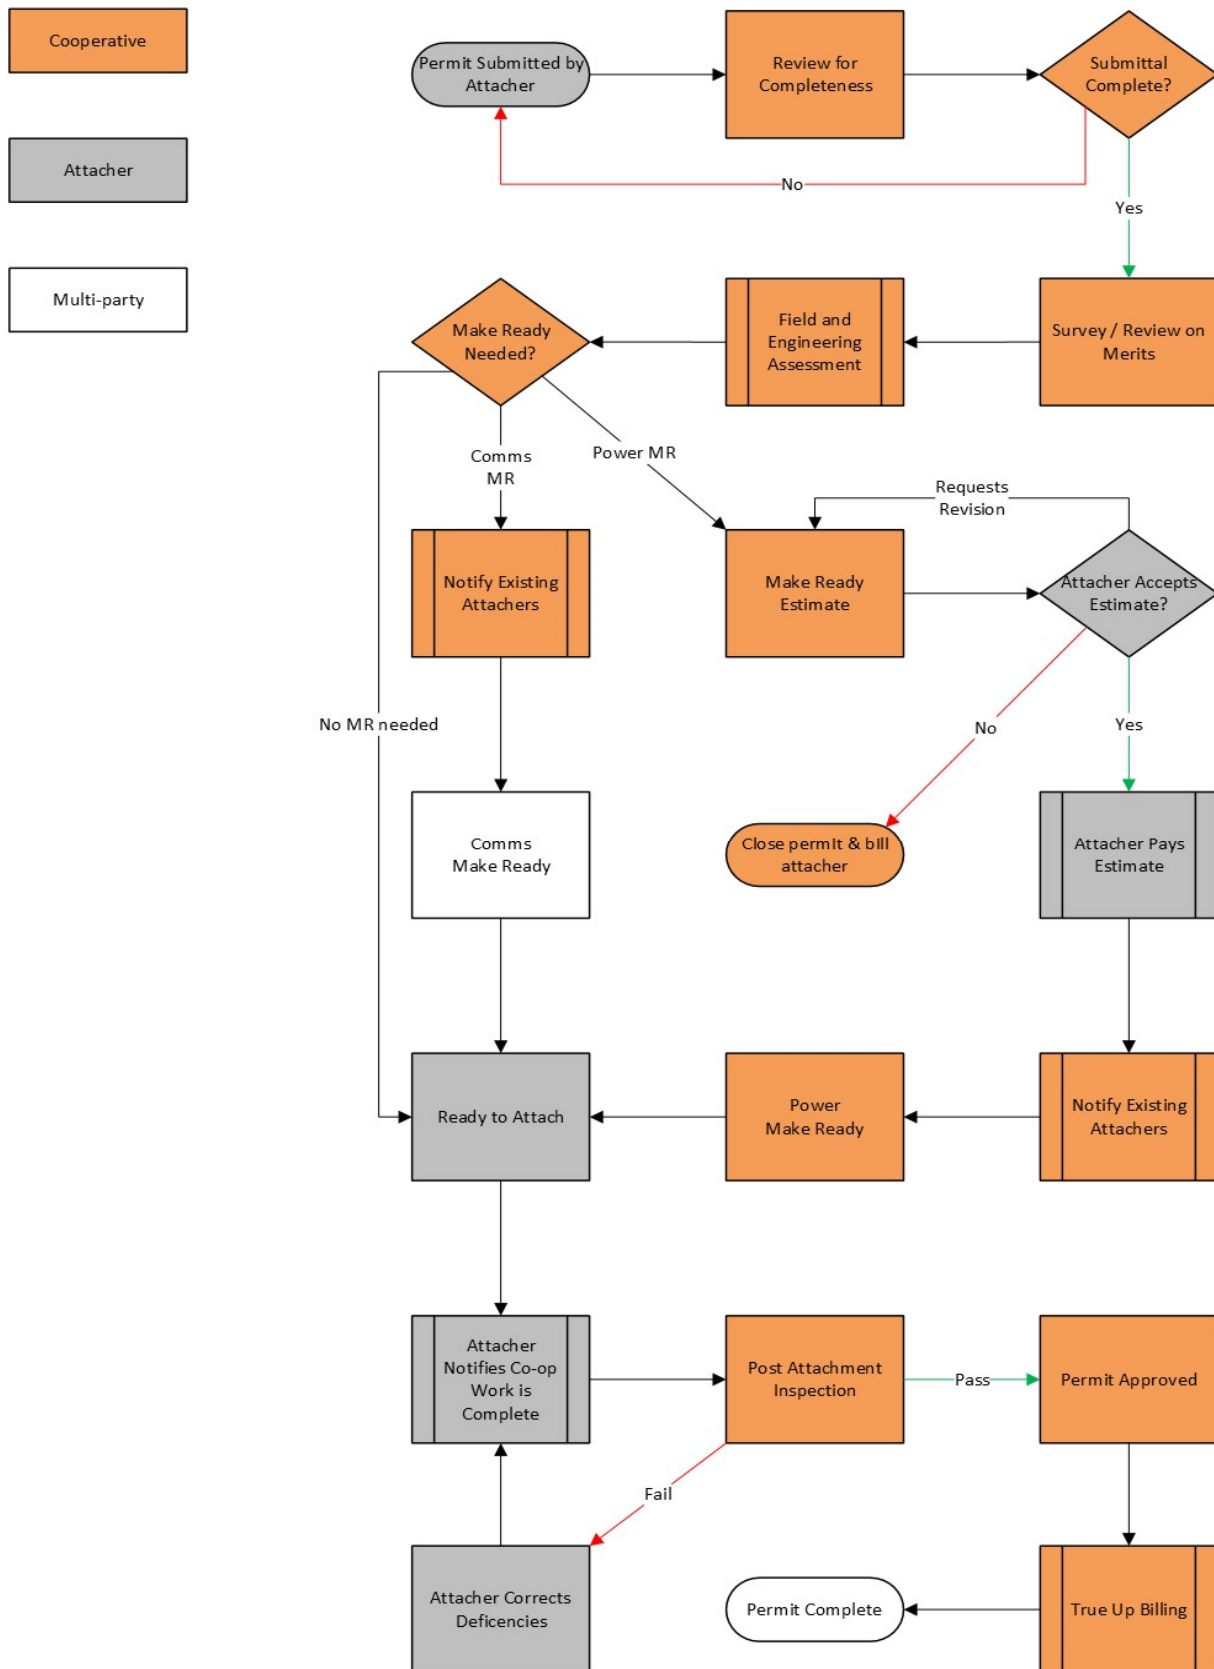 Cooperative
Permit Submitted by
Attacher
Review for
Completeness
Submittal
Complete?
Attacher
No
Yes
Multi-party
Make Ready
Needed?
Field and
Engineering
Assessment
Survey / Review on
Merits
Comms
MR
Power MR
Requests
Revision
Notify Existing
Attachers
Make Ready
Estimate
Attacher Accepts
Estimate?
No MR needed
No
Yes
Comms
Make Ready
Close permit & bill
attacher
Attacher Pays
Estimate
Ready to Attach
Power
Make Ready
Notify Existing
Attachers
Attacher
Notifies Co-op
Work is
Complete
Post Attachment
Inspection
Pass
Permit Approved
Fail
Attacher Corrects
Deficencies
Permit Complete
True Up Billing